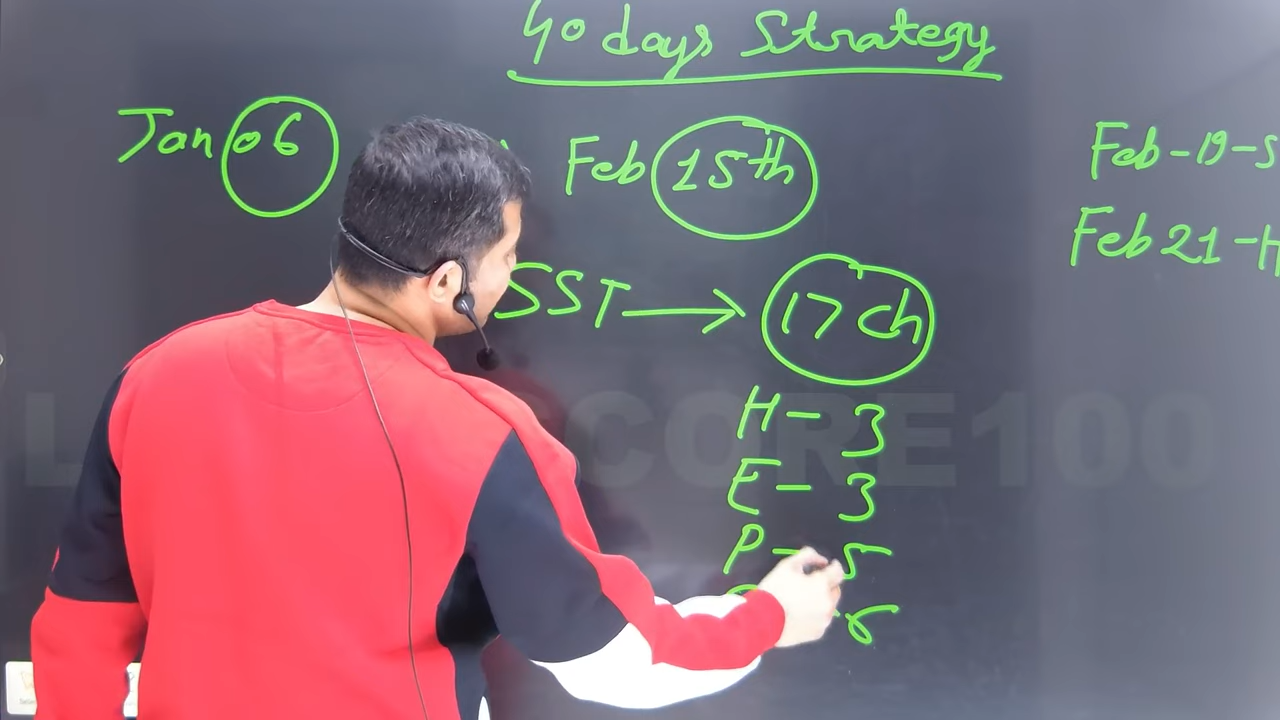 40 days Strategy
Jan 06 Feb 15th
Feb-19-S
Feb 21-H
SST → 17 ch
H - 3
E - 3
P - 5
- 6
SCORE100